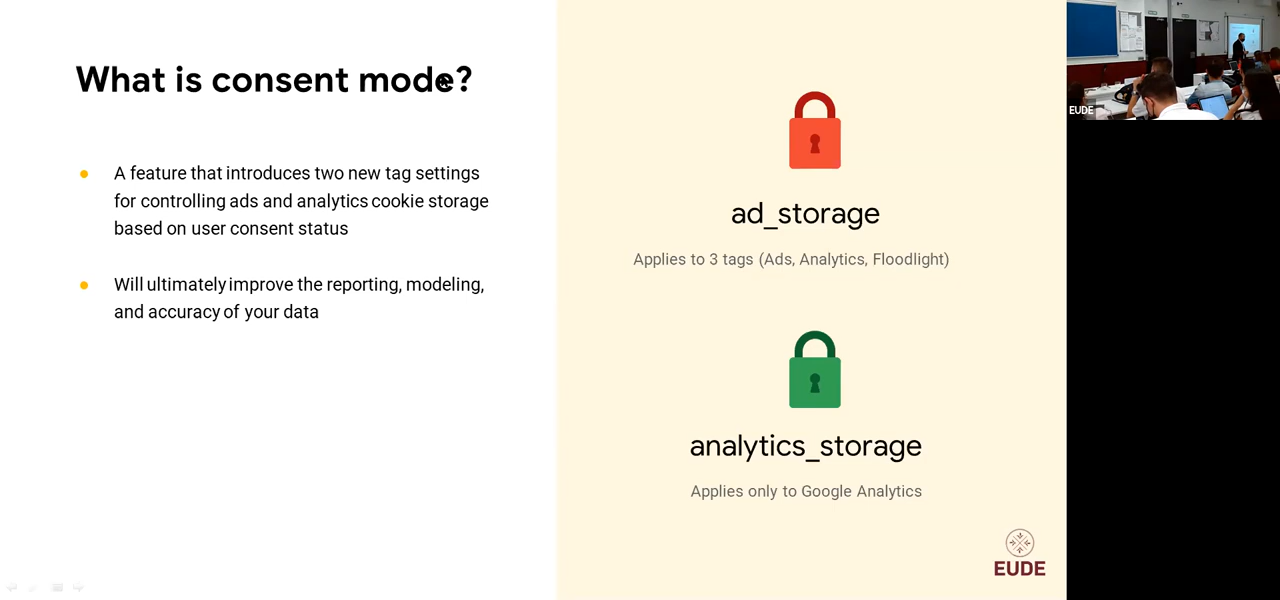 What is consent mode?
A feature that introduces two new tag settings
for controlling ads and analytics cookie storage
based on user consent status
Will ultimately improve the reporting, modeling,
and accuracy of your data
ad_storage
Applies to 3 tags (Ads, Analytics, Floodlight)
analytics_storage
Applies only to Google Analytics
EUDE
EUDE